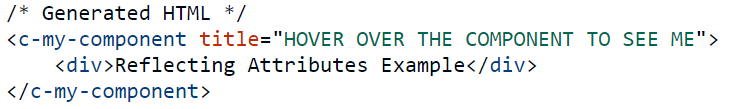 /* Generated HTML */
<c-my-component title="HOVER OVER THE COMPONENT TO SEE ME">
    <div>Reflecting Attributes Example</div>
</c-my-component>